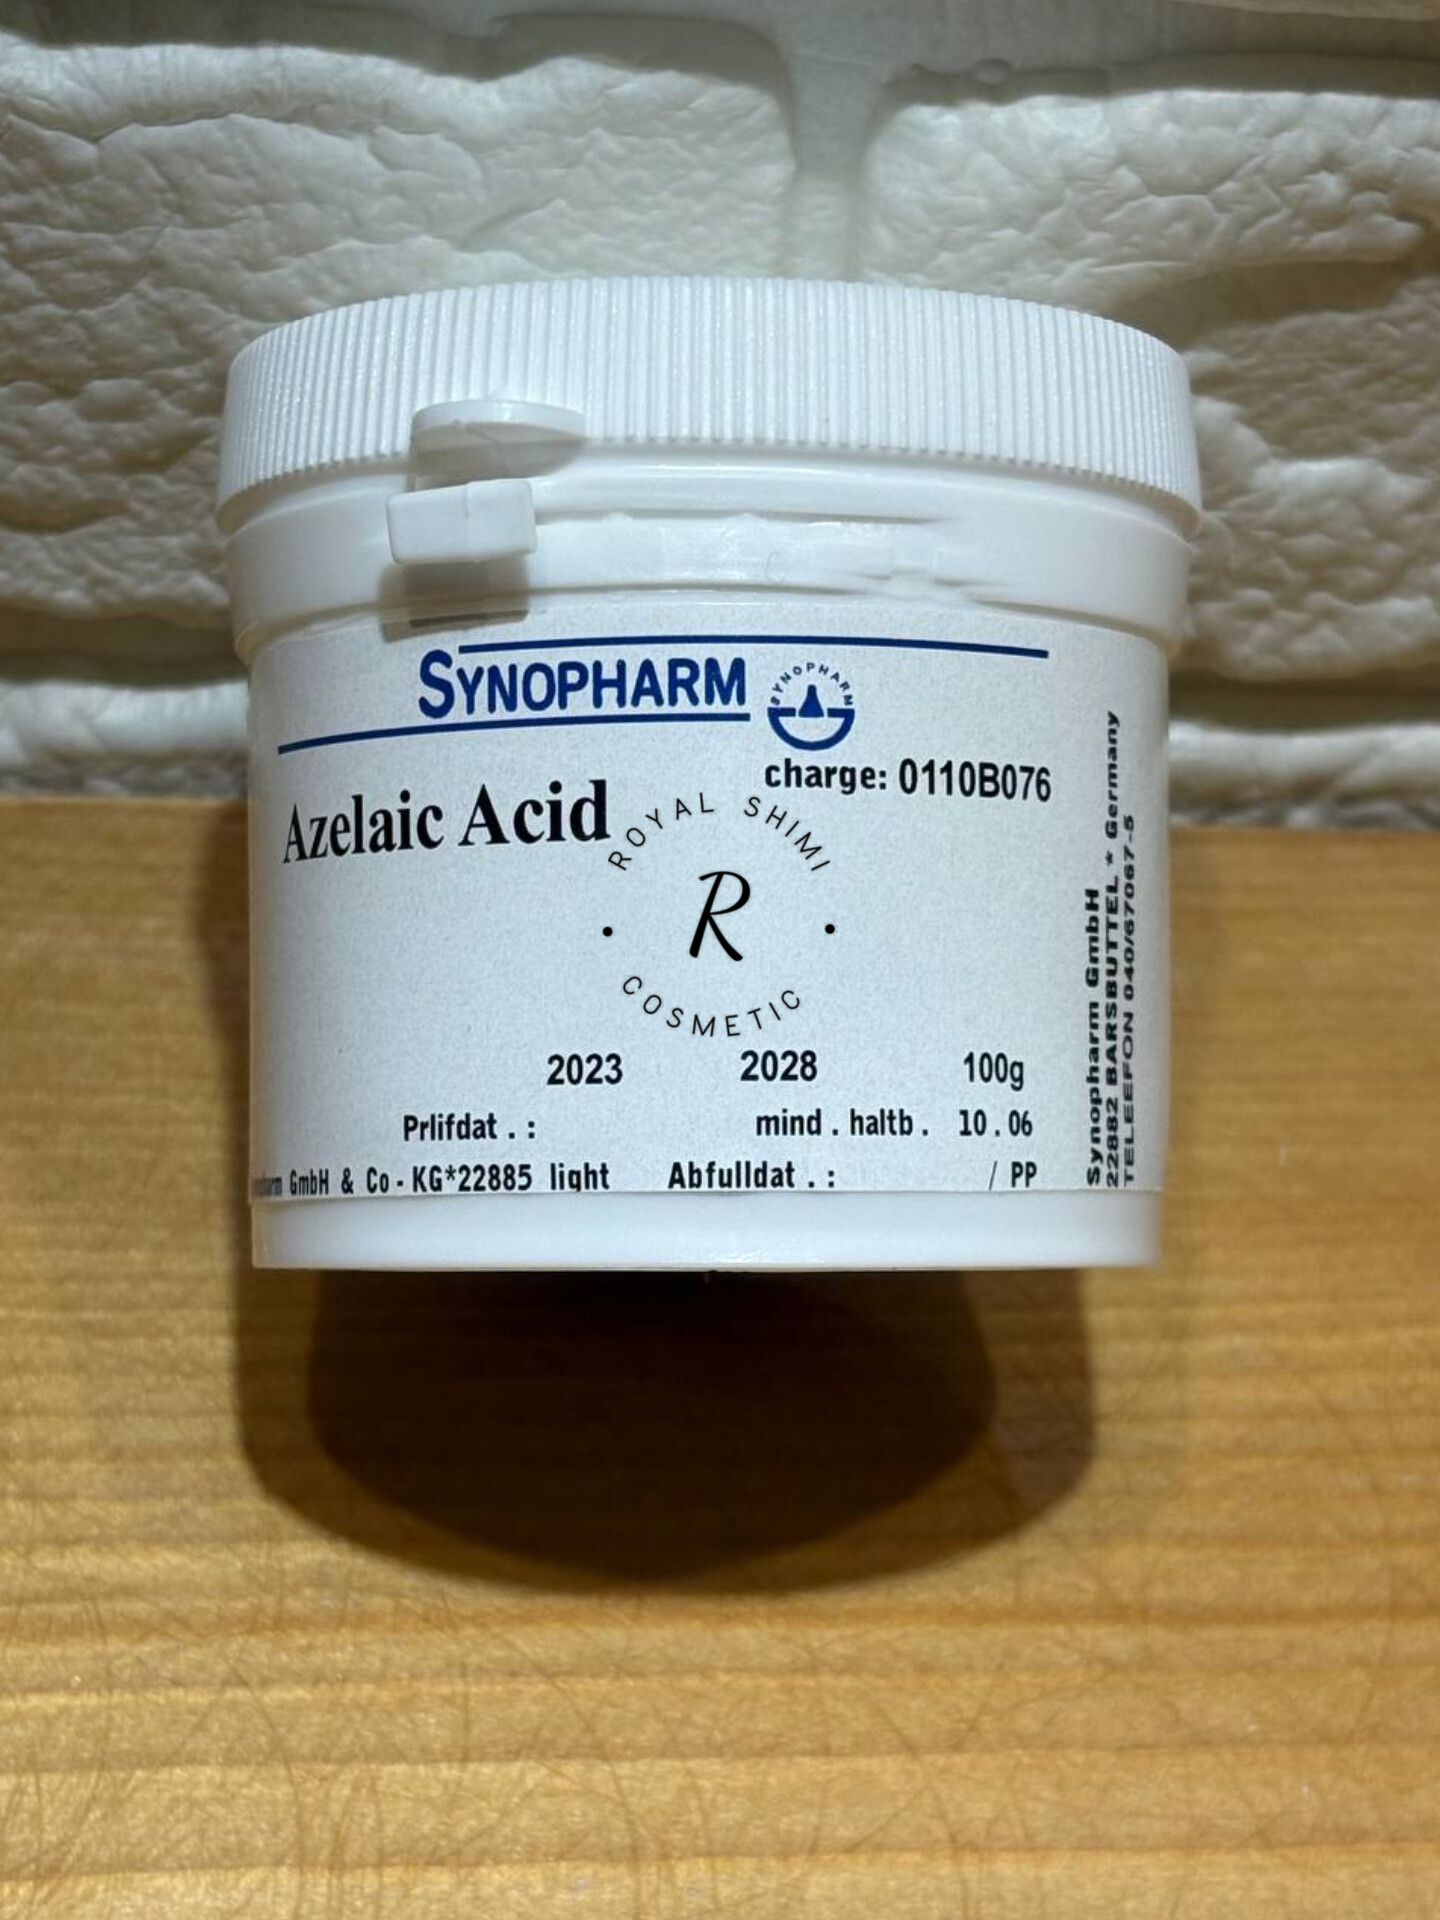 SYNOPHARM
SYNOPHARM
charge: 0110B076
Azelaic Acid
ROYAL SHIMI
R
COSMETIC
2023 2028 100g
Prlifdat . :
mind . haltb . 10 . 06
GmbH & Co - KG*22885 light
Abfulldat . : / PP
Synopharm GmbH
22882 BARSBUTTEL * Germany
TELEEFON 040/67067-5